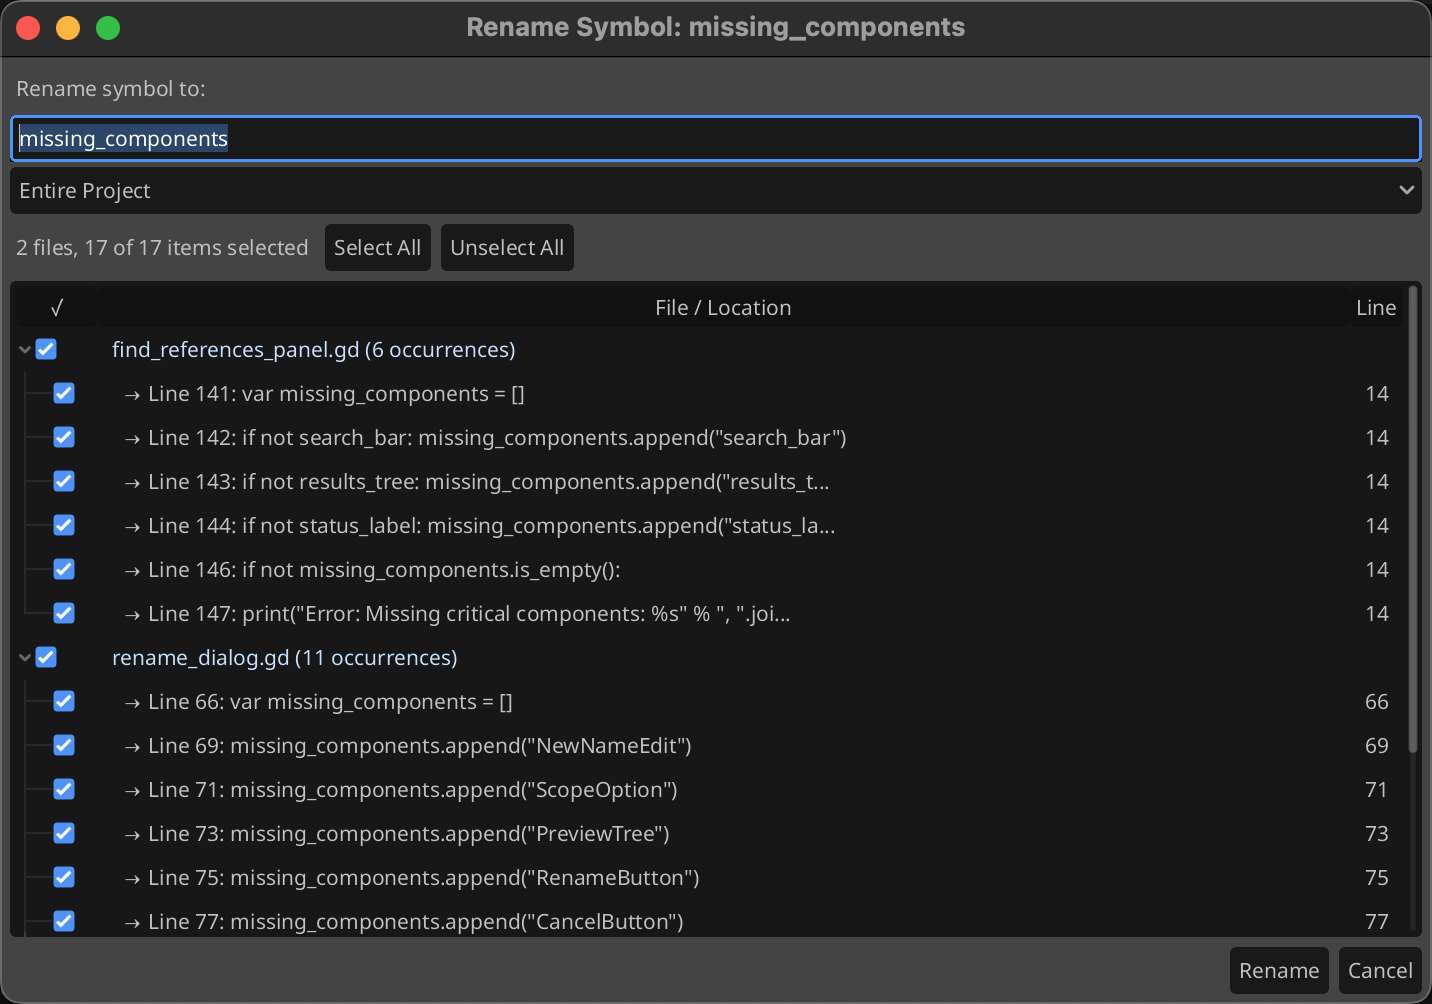 Rename Symbol: missing_components
Rename symbol to:
missing_components
Entire Project
2 files, 17 of 17 items selected Select All Unselect All
√ File / Location Line
find_references_panel.gd (6 occurrences)
→ Line 141: var missing_components = [] 14
→ Line 142: if not search_bar: missing_components.append("search_bar") 14
→ Line 143: if not results_tree: missing_components.append("results_t... 14
→ Line 144: if not status_label: missing_components.append("status_la... 14
→ Line 146: if not missing_components.is_empty(): 14
→ Line 147: print("Error: Missing critical components: %s" % ", ".joi... 14
rename_dialog.gd (11 occurrences)
→ Line 66: var missing_components = [] 66
→ Line 69: missing_components.append("NewNameEdit") 69
→ Line 71: missing_components.append("ScopeOption") 71
→ Line 73: missing_components.append("PreviewTree") 73
→ Line 75: missing_components.append("RenameButton") 75
→ Line 77: missing_components.append("CancelButton") 77
Rename Cancel